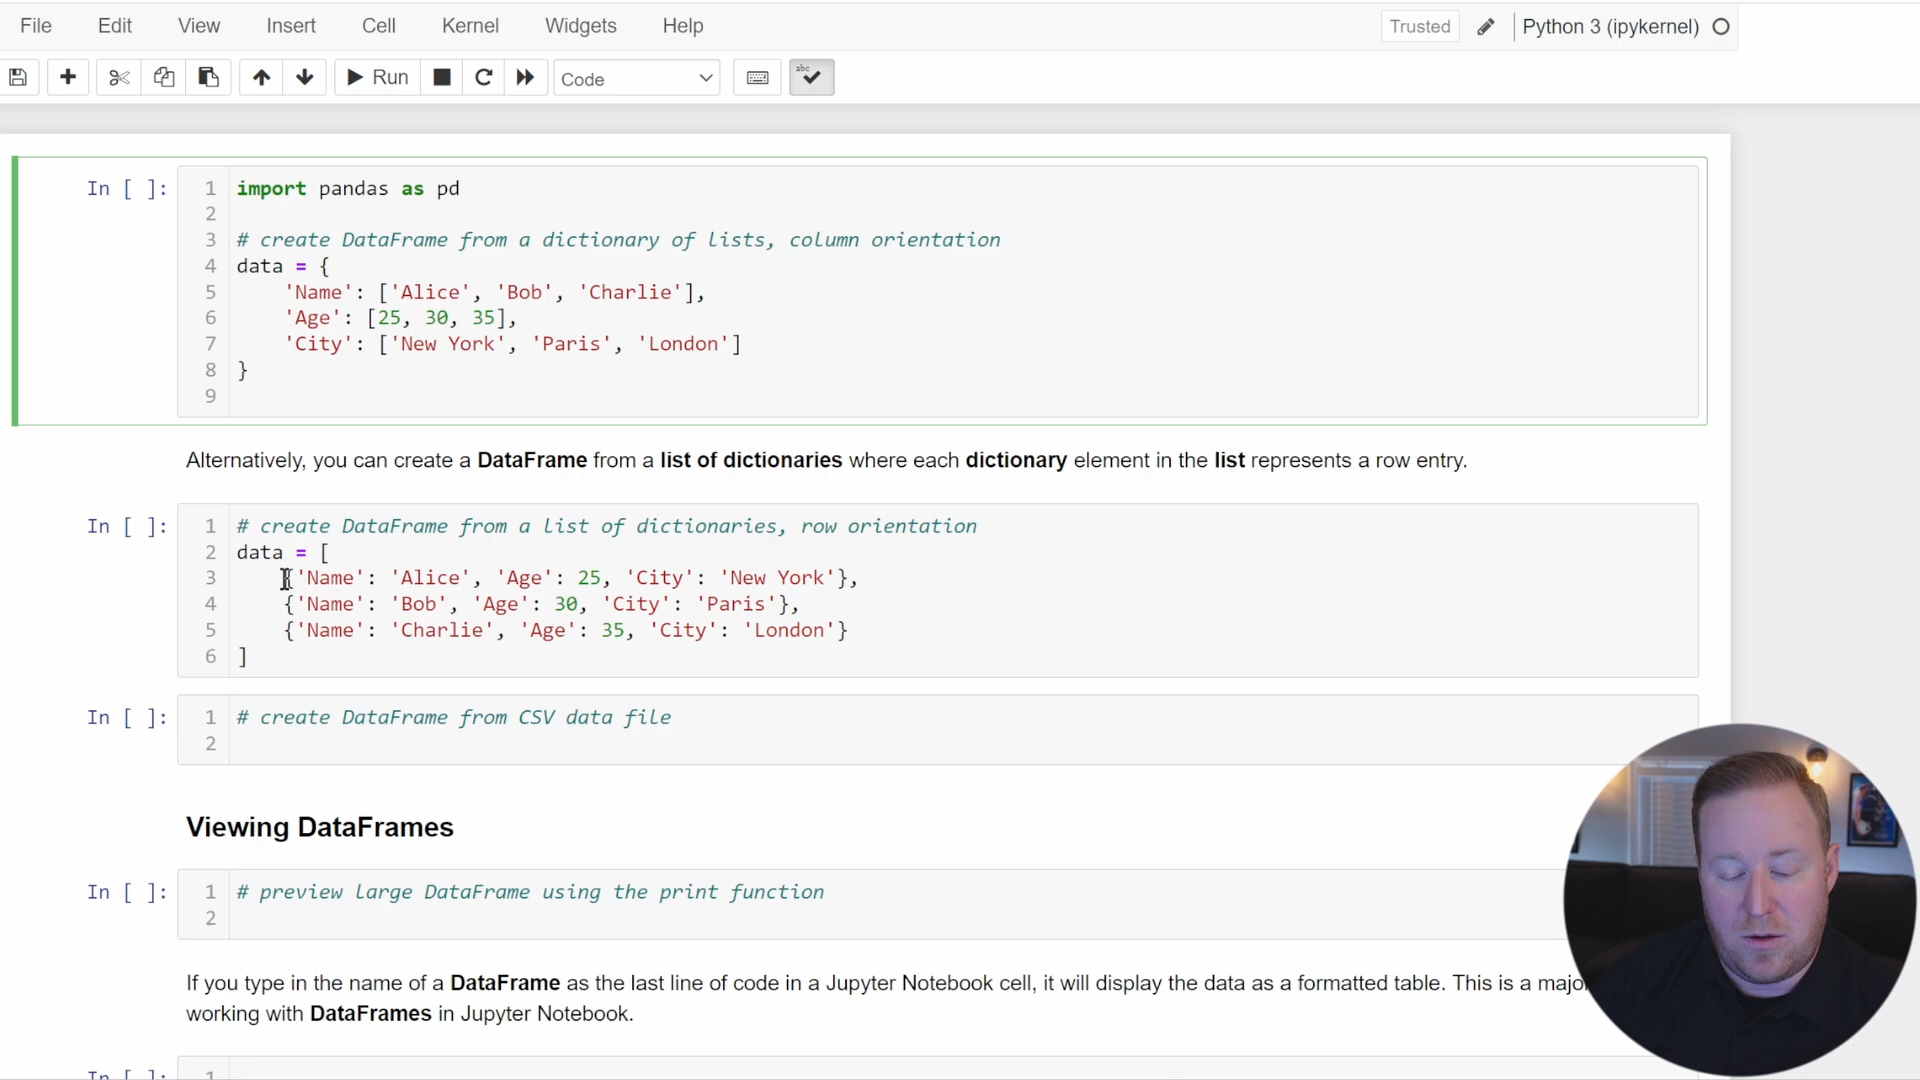 File Edit View Insert Cell Kernel Widgets Help Trusted Python 3 (ipykernel)
Run Code abc
In [ ]: 1 import pandas as pd
2
3 # create DataFrame from a dictionary of lists, column orientation
4 data = {
5 'Name': ['Alice', 'Bob', 'Charlie'],
6 'Age': [25, 30, 35],
7 'City': ['New York', 'Paris', 'London']
8 }
9
Alternatively, you can create a DataFrame from a list of dictionaries where each dictionary element in the list represents a row entry.
In [ ]: 1 # create DataFrame from a list of dictionaries, row orientation
2 data = [
3 {'Name': 'Alice', 'Age': 25, 'City': 'New York'},
4 {'Name': 'Bob', 'Age': 30, 'City': 'Paris'},
5 {'Name': 'Charlie', 'Age': 35, 'City': 'London'}
6 ]
In [ ]: 1 # create DataFrame from CSV data file
2
Viewing DataFrames
In [ ]: 1 # preview large DataFrame using the print function
2
If you type in the name of a DataFrame as the last line of code in a Jupyter Notebook cell, it will display the data as a formatted table. This is a
working with DataFrames in Jupyter Notebook.
In [ ]: 1